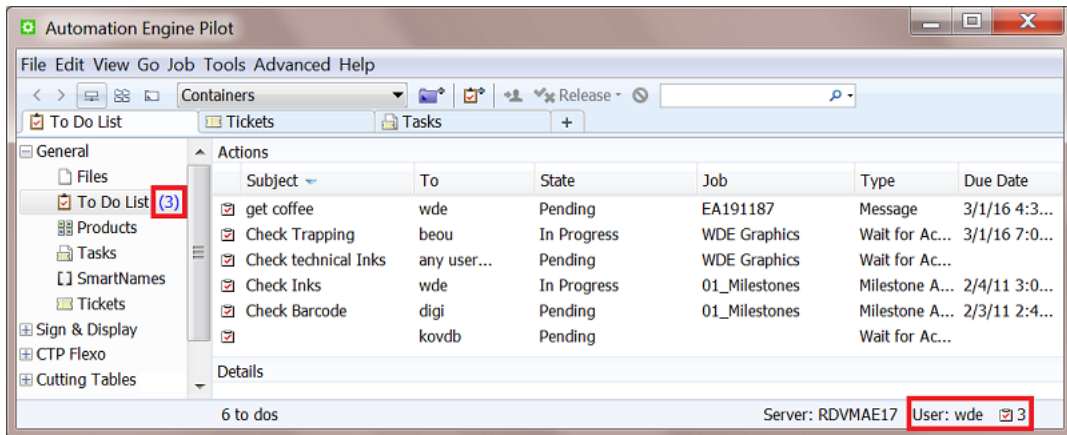 Automation Engine Pilot
File Edit View Go Job Tools Advanced Help
Containers Release
To Do List Tickets Tasks +
General
Files
To Do List (3)
Products
Tasks
[] SmartNames
Tickets
Sign & Display
CTP Flexo
Cutting Tables
Actions
Subject To State Job Type Due Date
get coffee wde Pending EA191187 Message 3/1/16 4:3...
Check Trapping beou In Progress WDE Graphics Wait for Ac... 3/1/16 7:0...
Check technical Inks any user... Pending WDE Graphics Wait for Ac...
Check Inks wde In Progress 01_Milestones Milestone A... 2/4/11 3:0...
Check Barcode digi Pending 01_Milestones Milestone A... 2/3/11 2:4...
kovdb Pending Wait for Ac...
Details
6 to dos Server: RDVMAE17 User: wde 3